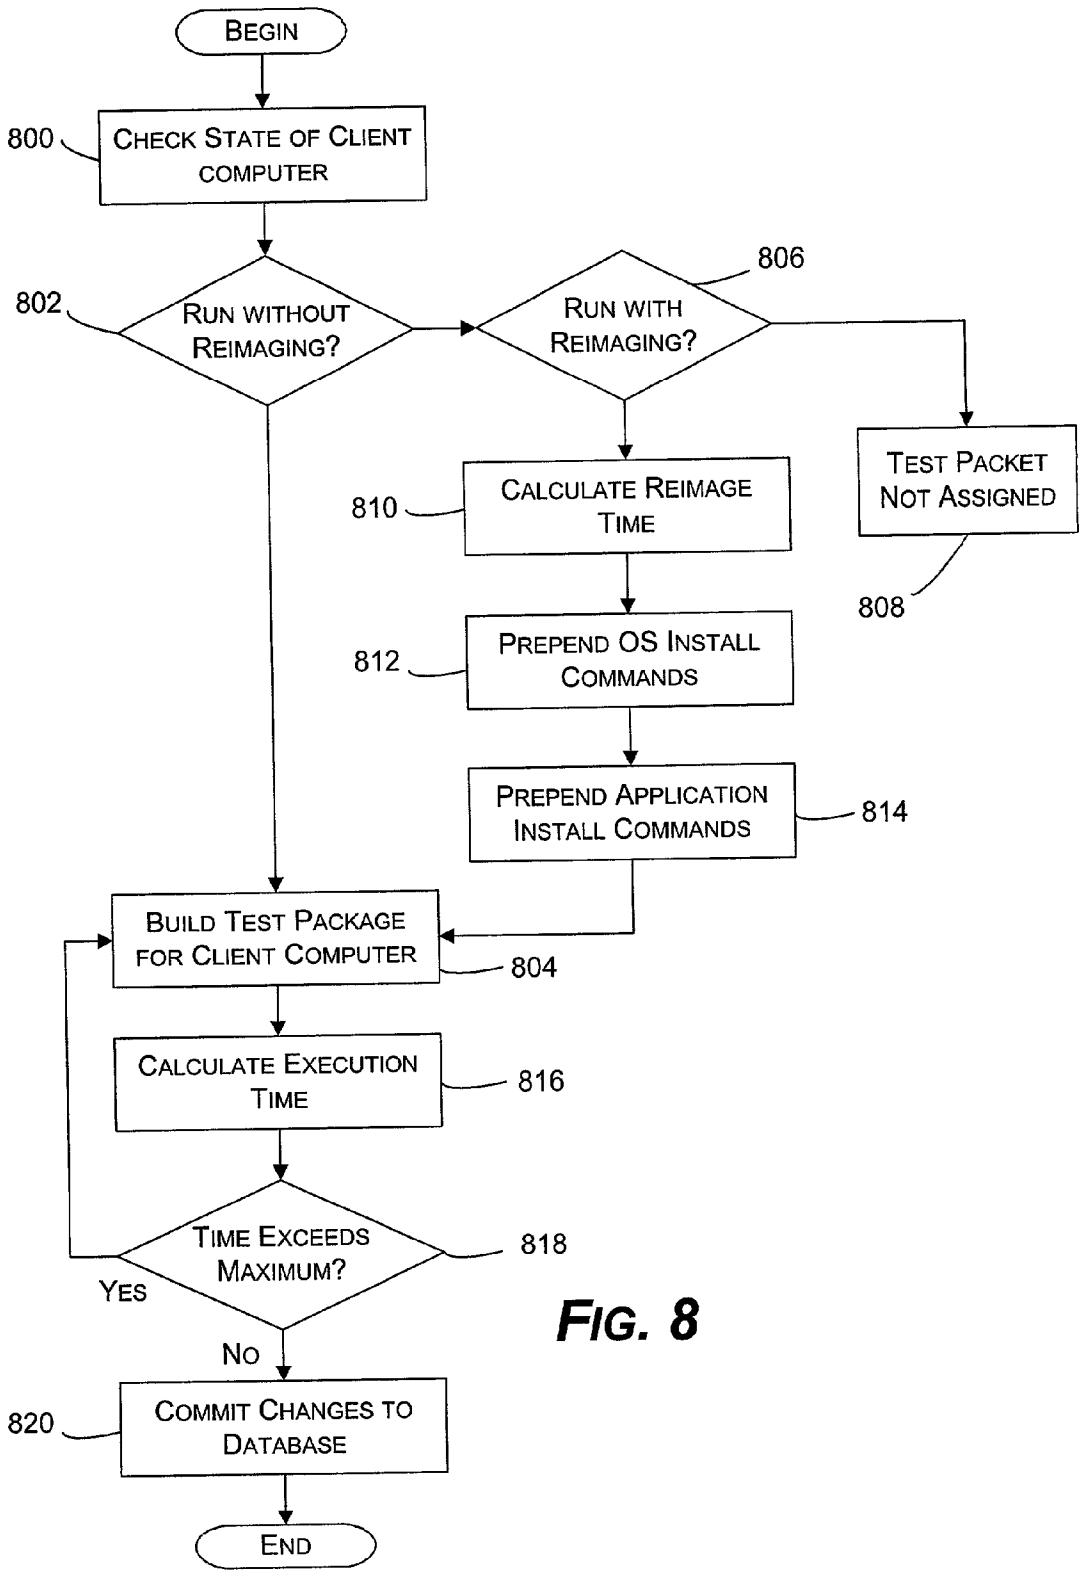 BEGIN
800
CHECK STATE OF CLIENT
COMPUTER
802
RUN WITHOUT
REIMAGING?
806
RUN WITH
REIMAGING?
TEST PACKET
NOT ASSIGNED
808
810
CALCULATE REIMAGE
TIME
812
PREPEND OS INSTALL
COMMANDS
PREPEND APPLICATION
INSTALL COMMANDS
814
BUILD TEST PACKAGE
FOR CLIENT COMPUTER
804
CALCULATE EXECUTION
TIME
816
TIME EXCEEDS
MAXIMUM?
818
YES
NO
FIG. 8
820
COMMIT CHANGES TO
DATABASE
END